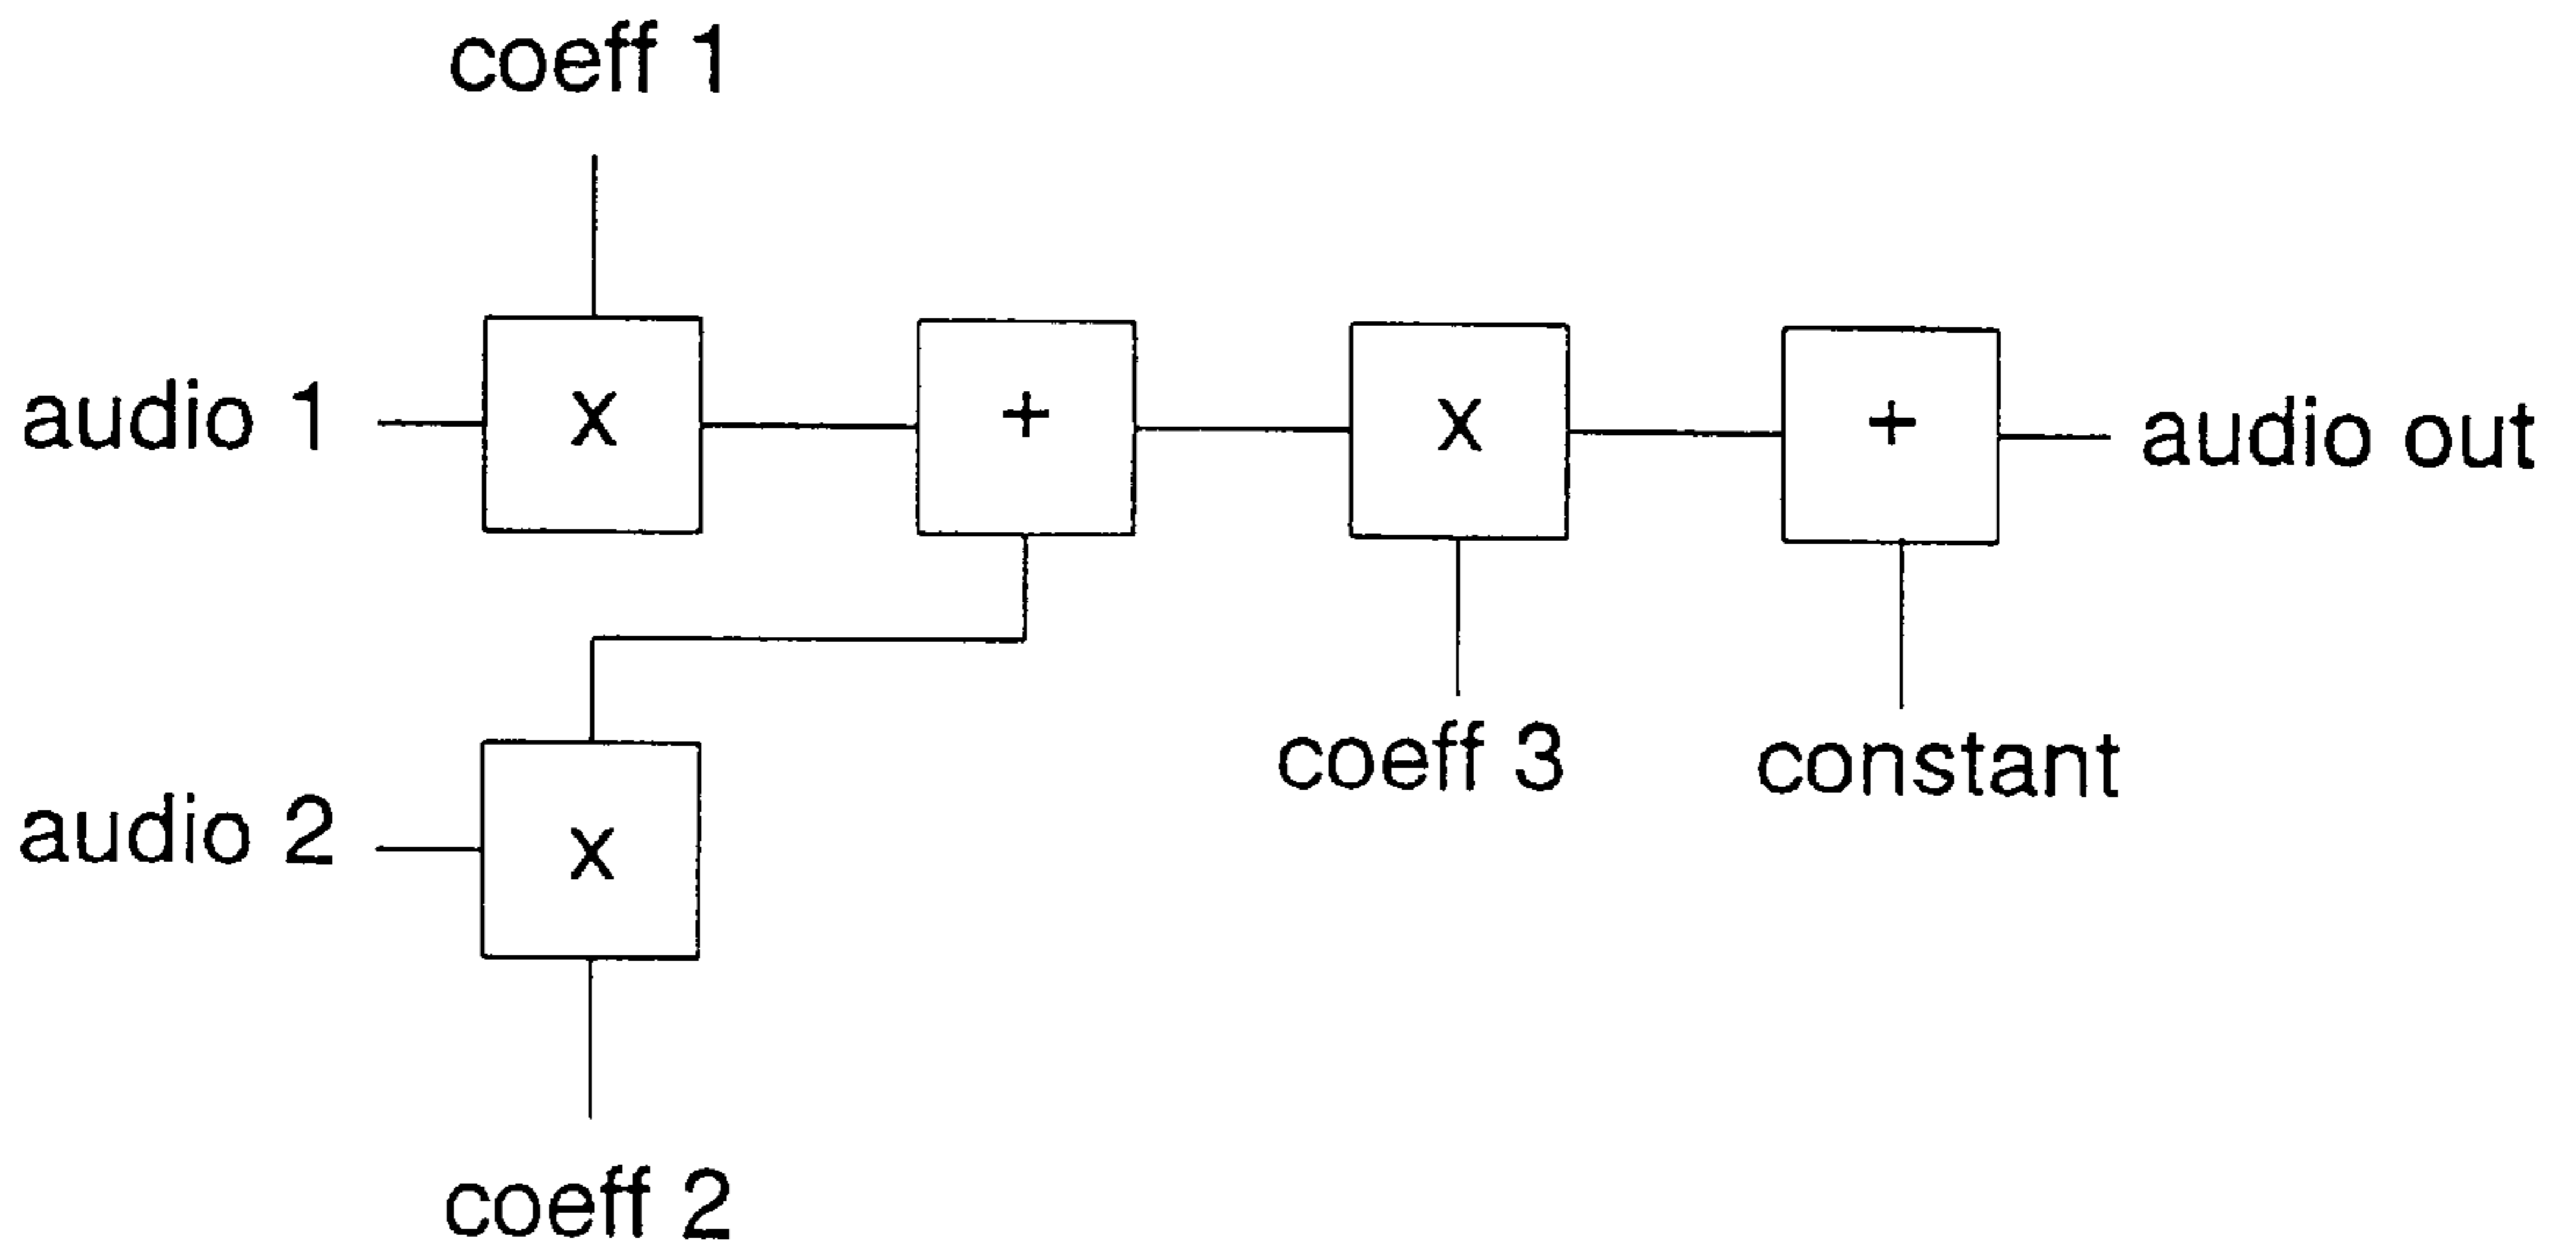 coeff 1
audio 1
x
+
x
+
audio out
coeff 3
constant
audio 2
x
coeff 2